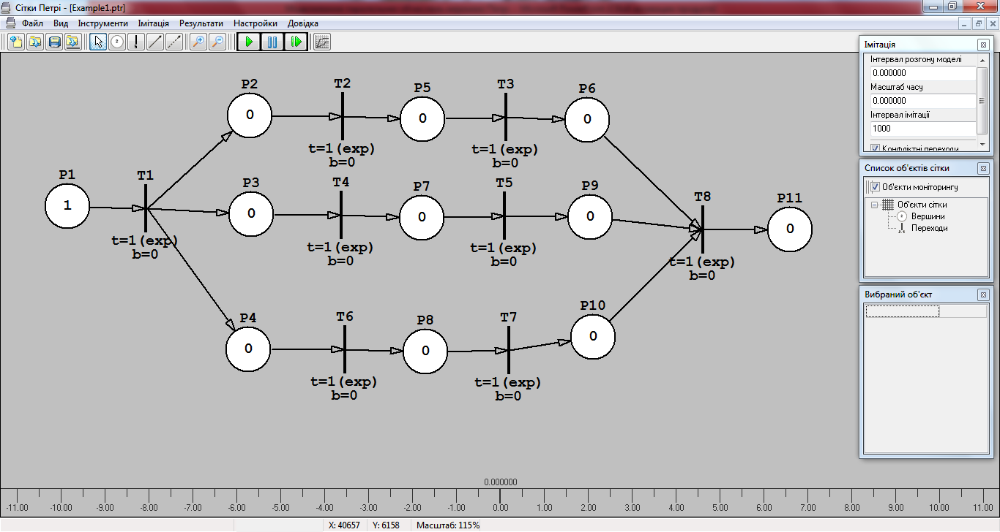 Сітки Петрі - [Example1.ptr]
Файл Вид Інструменти Імітація Результати Настройки Довідка
P2 T2 P5 T3 P6
0 0 0
t=1(exp) t=1(exp)
b=0 b=0
P1 T1 P3 T4 P7 T5 P9 T8 P11
1 0 0 0 0
t=1(exp) t=1(exp) t=1(exp) t=1(exp)
b=0 b=0 b=0 b=0
P4 T6 P8 T7 P10
0 0 0
t=1(exp) t=1(exp)
b=0 b=0
Імітація
Інтервал розгону моделі
0.000000
Масштаб часу
0.000000
Інтервал імітації
1000
Конфліктні переходи
Список об'єктів сітки
Об'єкти моніторингу
Об'єкти сітки
Вершини
Переходи
Вибраний об'єкт
0.000000
-11.00 -10.00 -9.00 -8.00 -7.00 -6.00 -5.00 -4.00 -3.00 -2.00 -1.00 0.00 1.00 2.00 3.00 4.00 5.00 6.00 7.00 8.00 9.00 10.00 11.00
X: 40657 Y: 6158 Масштаб: 115%